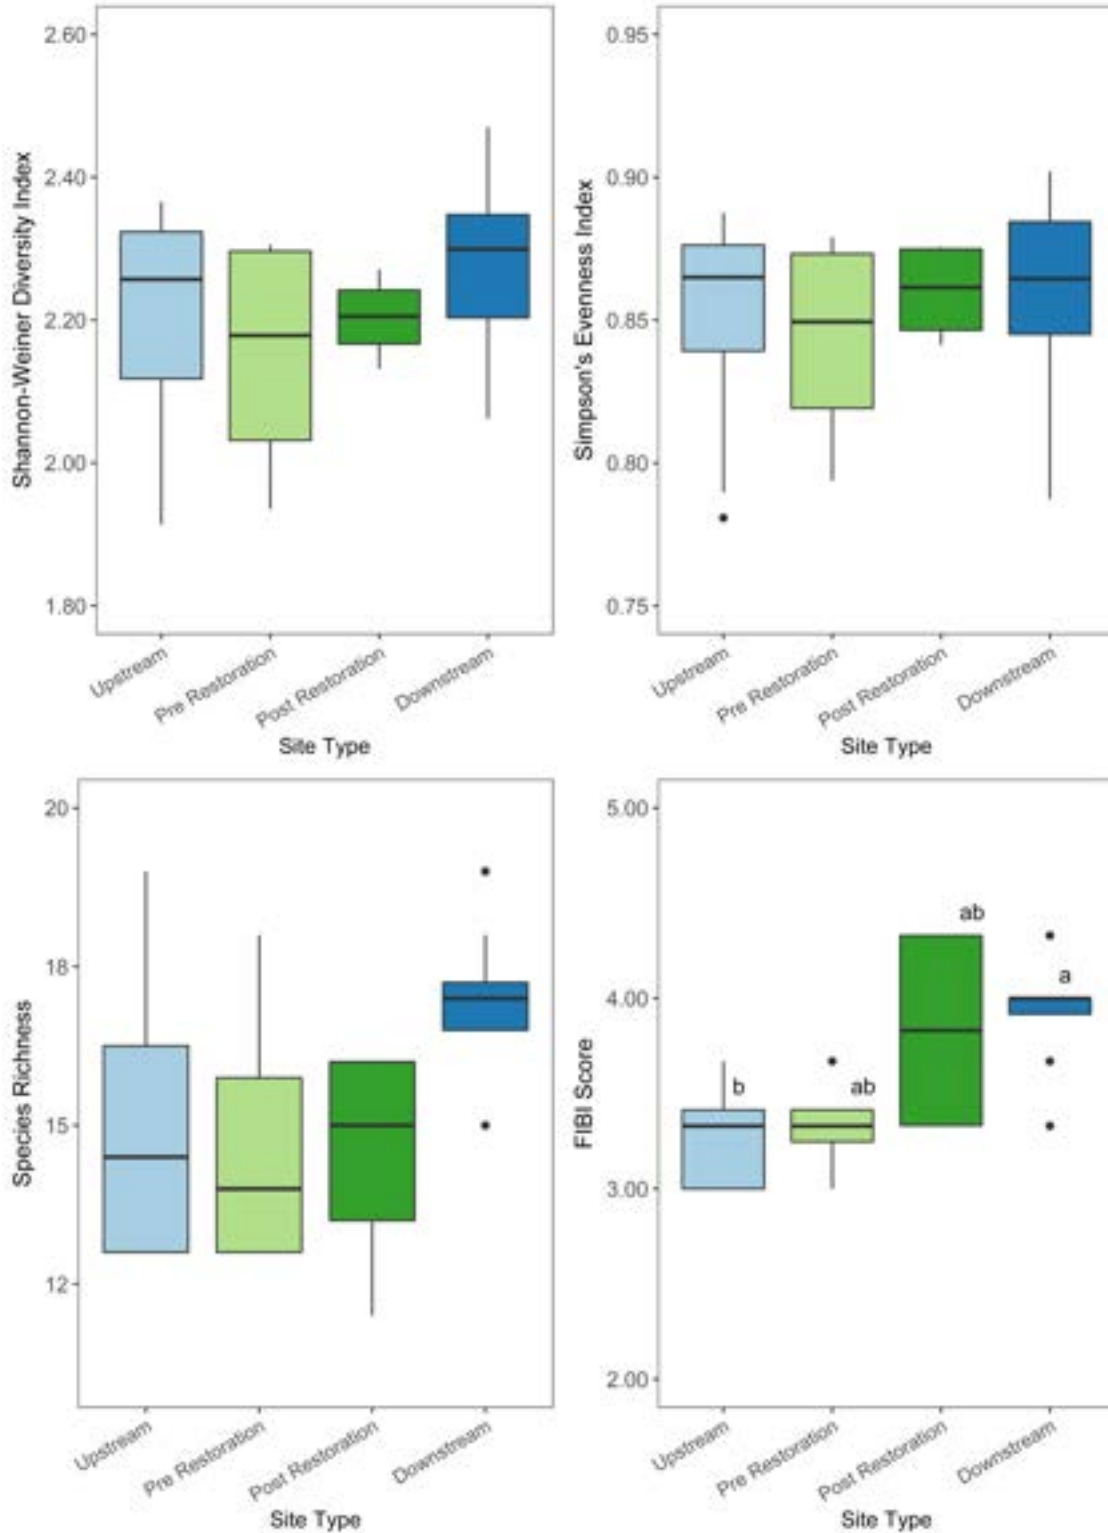 Shannon-Weiner Diversity Index
2.60
2.40
2.20
2.00
1.80
Upstream
Pre Restoration
Post Restoration
Downstream
Site Type
Simpson's Evenness Index
0.95
0.90
0.85
0.80
0.75
Upstream
Pre Restoration
Post Restoration
Downstream
Site Type
Species Richness
20
18
15
12
Upstream
Pre Restoration
Post Restoration
Downstream
Site Type
FIBI Score
5.00
4.00
3.00
2.00
b
ab
ab
a
Upstream
Pre Restoration
Post Restoration
Downstream
Site Type